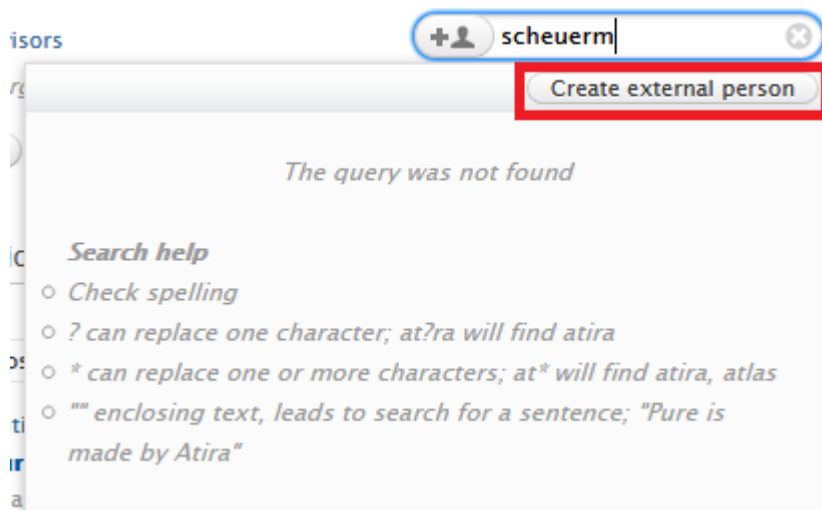 scheuerm
Create external person
The query was not found
Search help
Check spelling
? can replace one character; at?ra will find atira
* can replace one or more characters; at* will find atira, atlas
"" enclosing text, leads to search for a sentence; "Pure is
made by Atira"